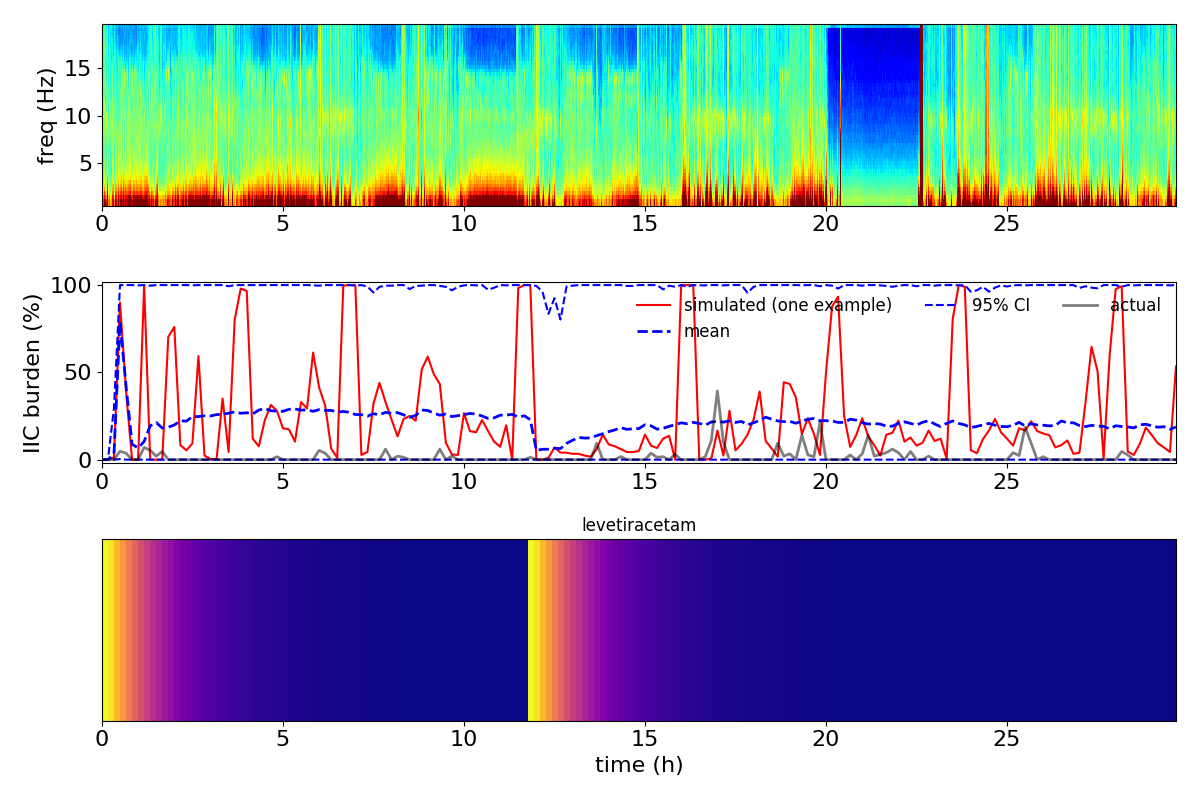 freq (Hz)
15
10
5
0 5 10 15 20 25
IIC burden (%)
100
50
0
simulated (one example) 95% CI actual
mean
0 5 10 15 20 25
levetiracetam
0 5 10 15 20 25
time (h)